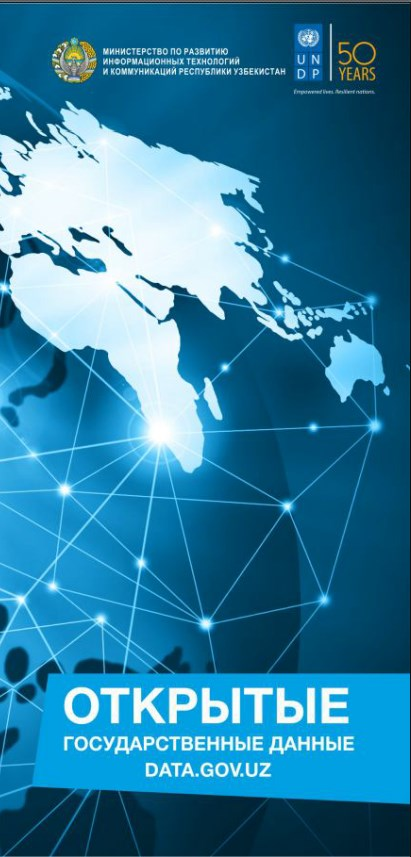 МИНИСТЕРСТВО ПО РАЗВИТИЮ
ИНФОРМАЦИОННЫХ ТЕХНОЛОГИЙ
И КОММУНИКАЦИЙ РЕСПУБЛИКИ УЗБЕКИСТАН
U N
D P
50
YEARS
Empowered lives. Resilient nations.
ОТКРЫТЫЕ
ГОСУДАРСТВЕННЫЕ ДАННЫЕ
DATA.GOV.UZ